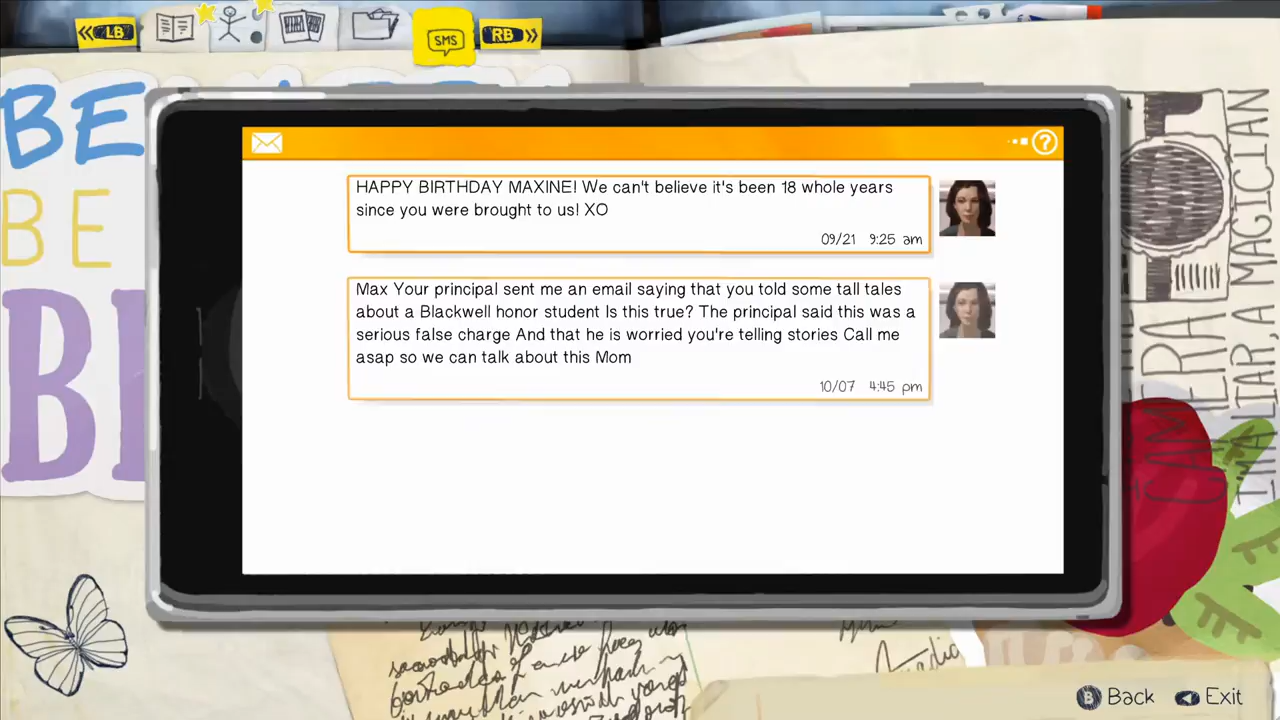 LB
SMS
RB
BE
BE
HAPPY BIRTHDAY MAXINE! We can't believe it's been 18 whole years
since you were brought to us! XO
09/21 9:25 am
Max Your principal sent me an email saying that you told some tall tales
about a Blackwell honor student Is this true? The principal said this was a
serious false charge And that he is worried you're telling stories Call me
asap so we can talk about this Mom
10/07 4:45 pm
I'M A LIAR, A MAGICIAN
B Back
Exit